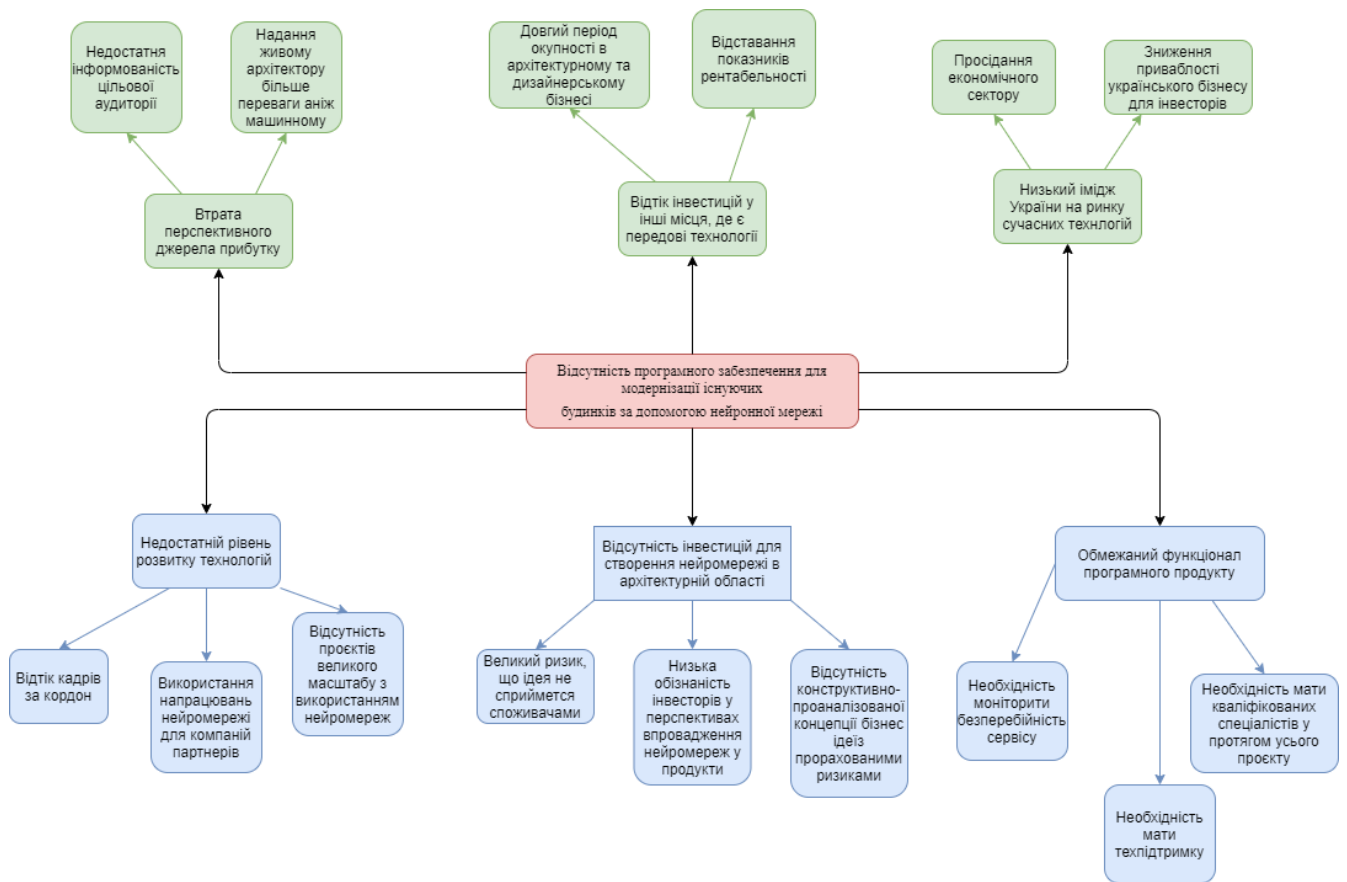 Недостатня
інформованість
цільової
аудиторії
Надання
живому
архітектору
більше
переваги аніж
машинному
Довгий період
окупності в
архітектурному та
дизайнерському
бізнесі
Відставання
показників
рентабельності
Просідання
економічного
сектору
Зниження
приваблості
українського бізнесу
для інвесторів
Втрата
перспективного
джерела прибутку
Відтік інвестицій у
інші місця, де є
передові технології
Низький імідж
України на ринку
сучасних технлогій
Відсутність програмного забезпечення для
модернізації існуючих
будинків за допомогою нейронної мережі
Недостатній рівень
розвитку технологій
Відсутність інвестицій для
створення нейромережі в
архітектурній області
Обмежаний функціонал
програмного продукту
Відтік кадрів
за кордон
Використання
напрацювань
нейромережі
для компаній
партнерів
Відсутність
проєктів
великого
масштабу з
використанням
нейромереж
Великий ризик,
що ідея не
сприймется
споживачами
Низька
обізнаність
інвесторів у
перспективах
впровадження
нейромереж у
продукти
Відсутність
конструктивно-
проаналізованої
концепції бізнес
ідеїз
прорахованими
ризиками
Необхідність
моніторити
безперебійність
сервісу
Необхідність
мати
техпідтримку
Необхідність мати
кваліфікованих
спеціалістів у
протягом усього
проєкту